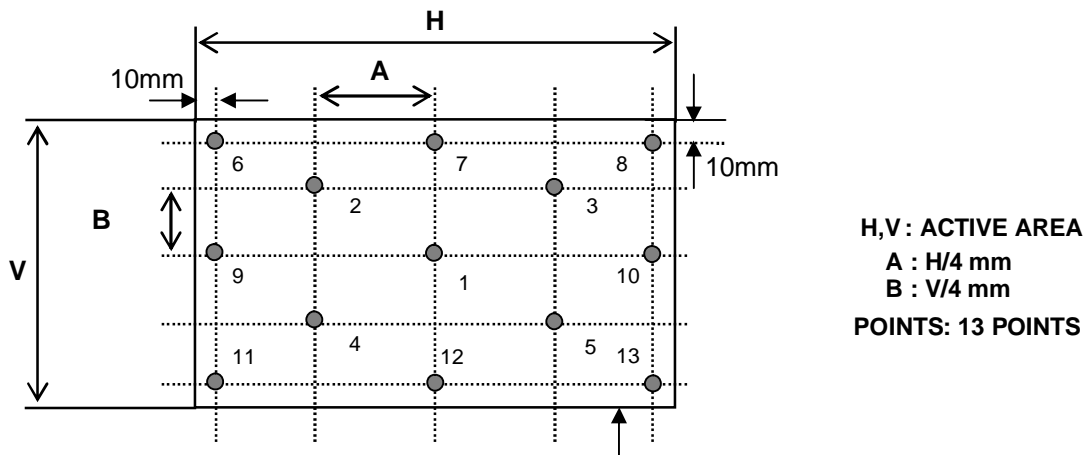 H
10mm
A
6
7
8
10mm
2
3
B
V
9
1
10
4
5
11
12
13
H,V : ACTIVE AREA
A : H/4 mm
B : V/4 mm
POINTS: 13 POINTS